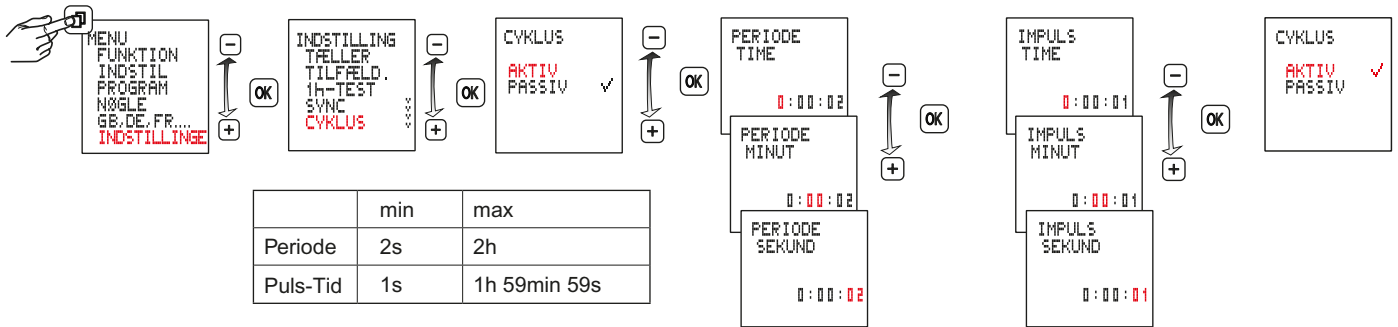 MENU
FUNKTION
INDSTIL
PROGRAM
NØGLE
GB,DE,FR....
INDSTILLINGE
−
+
OK
INDSTILLING
TÆLLER
TILFÆLD.
1h-TEST
SYNC
CYKLUS
−
+
OK
CYKLUS
AKTIV
PASSIV ✓
−
+
OK
PERIODE
TIME
0:00:02
PERIODE
MINUT
0:00:02
PERIODE
SEKUND
0:00:02
−
+
OK
IMPULS
TIME
0:00:01
IMPULS
MINUT
0:00:01
IMPULS
SEKUND
0:00:01
−
+
OK
CYKLUS
AKTIV ✓
PASSIV
min max
Periode 2s 2h
Puls-Tid 1s 1h 59min 59s